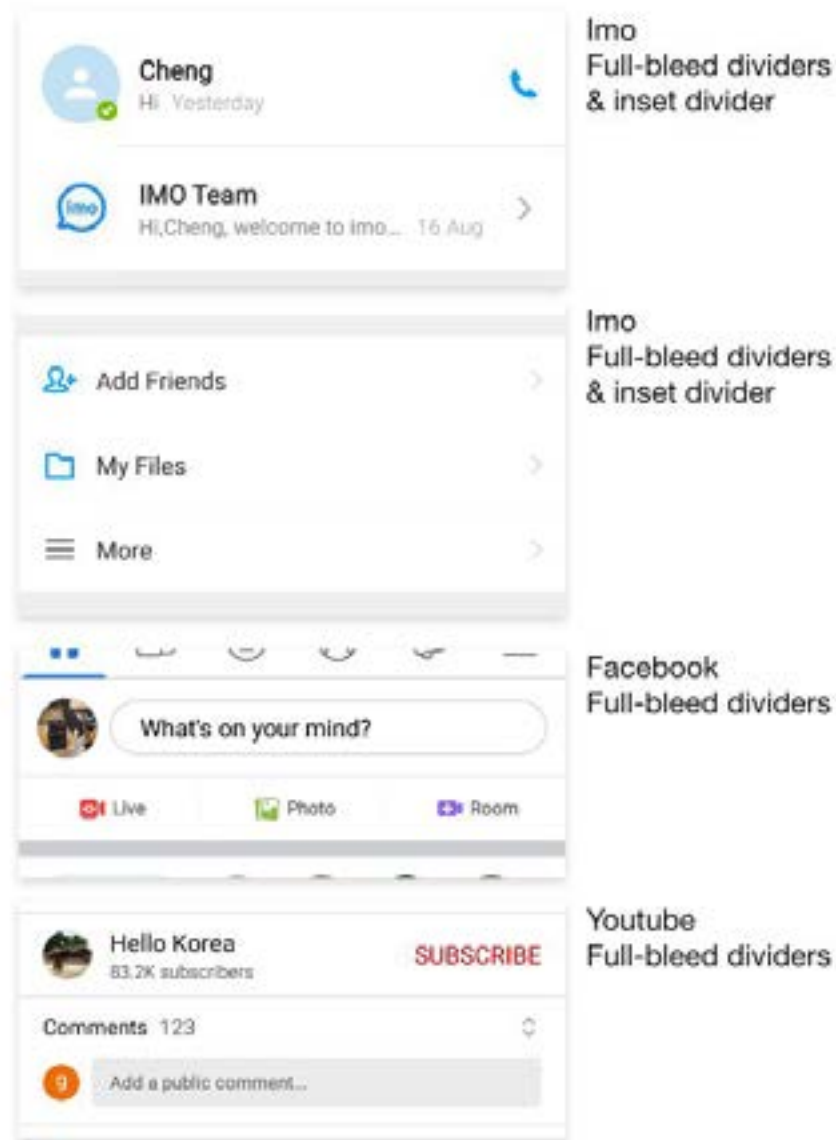 Cheng
Hi Yesterday
imo
IMO Team
Hi,Cheng, welcome to imo... 16 Aug
Imo
Full-bleed dividers
& inset divider
Add Friends
My Files
More
Imo
Full-bleed dividers
& inset divider
What's on your mind?
Live Photo Room
Facebook
Full-bleed dividers
Hello Korea
83.2K subscribers
SUBSCRIBE
Comments 123
g
Add a public comment...
Youtube
Full-bleed dividers